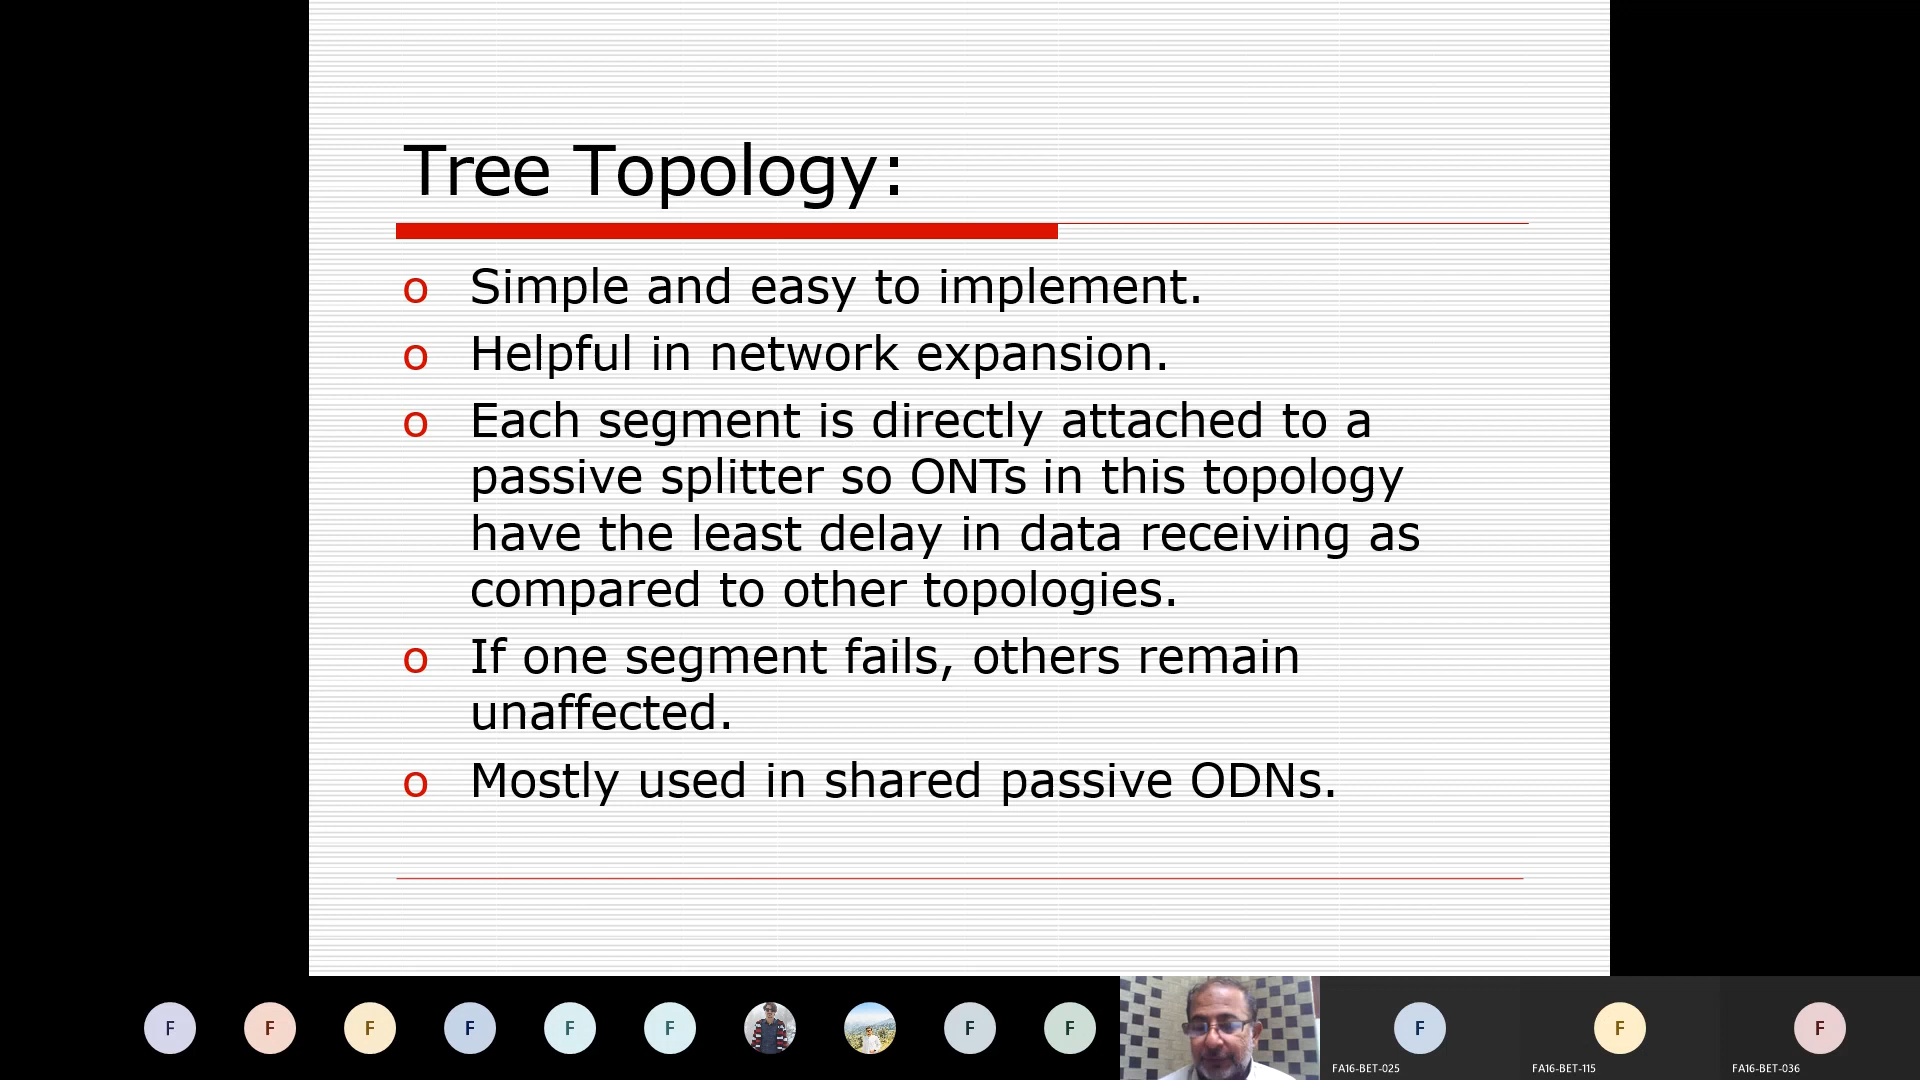 Tree Topology:
o Simple and easy to implement.
o Helpful in network expansion.
o Each segment is directly attached to a
passive splitter so ONTs in this topology
have the least delay in data receiving as
compared to other topologies.
o If one segment fails, others remain
unaffected.
o Mostly used in shared passive ODNs.
F F F F F F F F F F F
FA16-BET-025 FA16-BET-115 FA16-BET-036